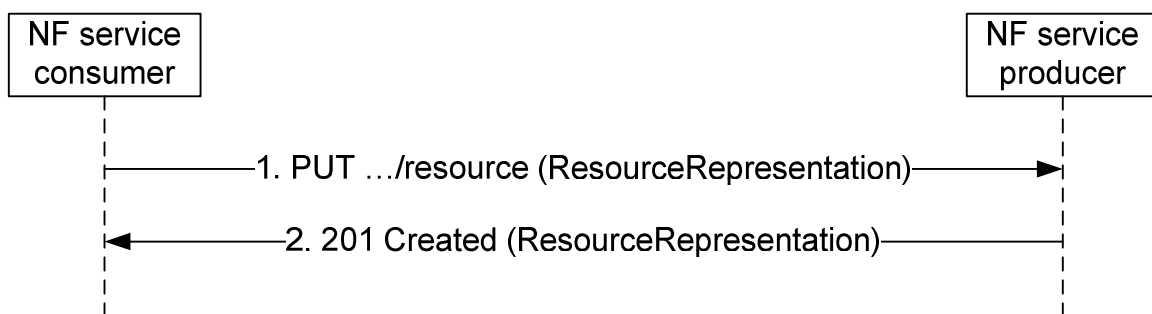 NF service
consumer
NF service
producer
1. PUT …/resource (ResourceRepresentation)
2. 201 Created (ResourceRepresentation)